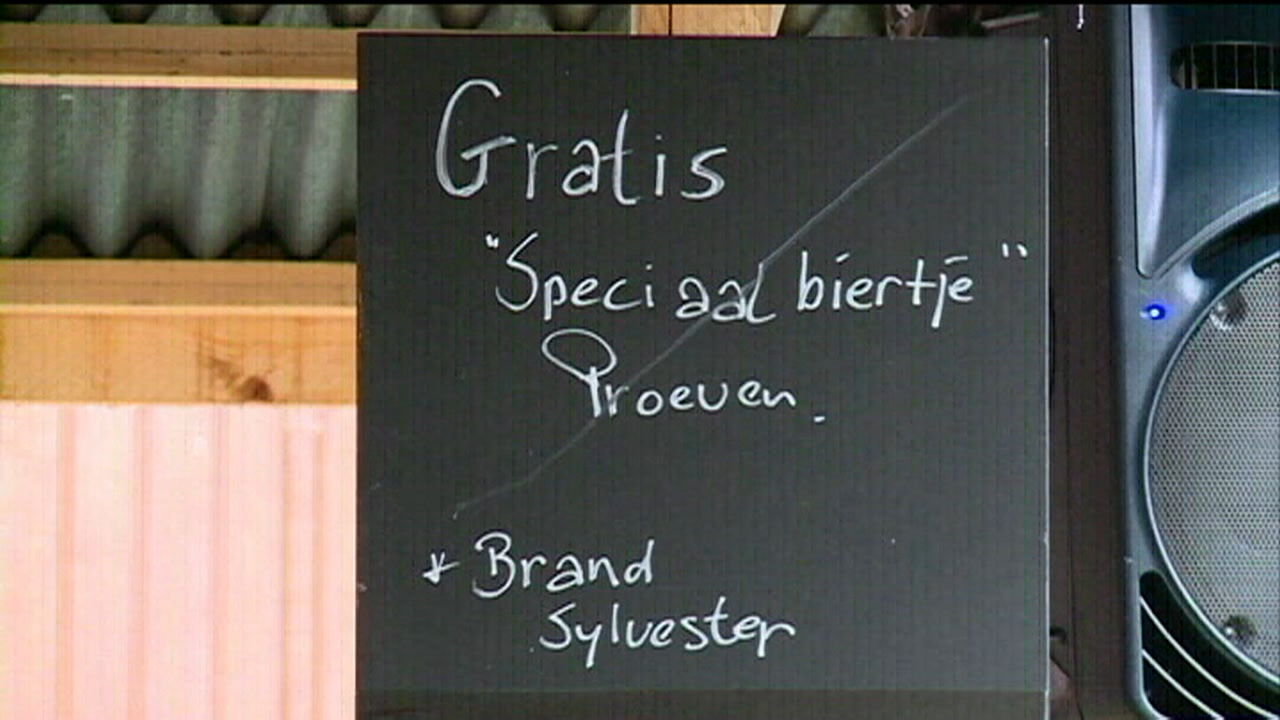 Gratis
"Speciaal biertje"
Proeven.
* Brand
Sylvester